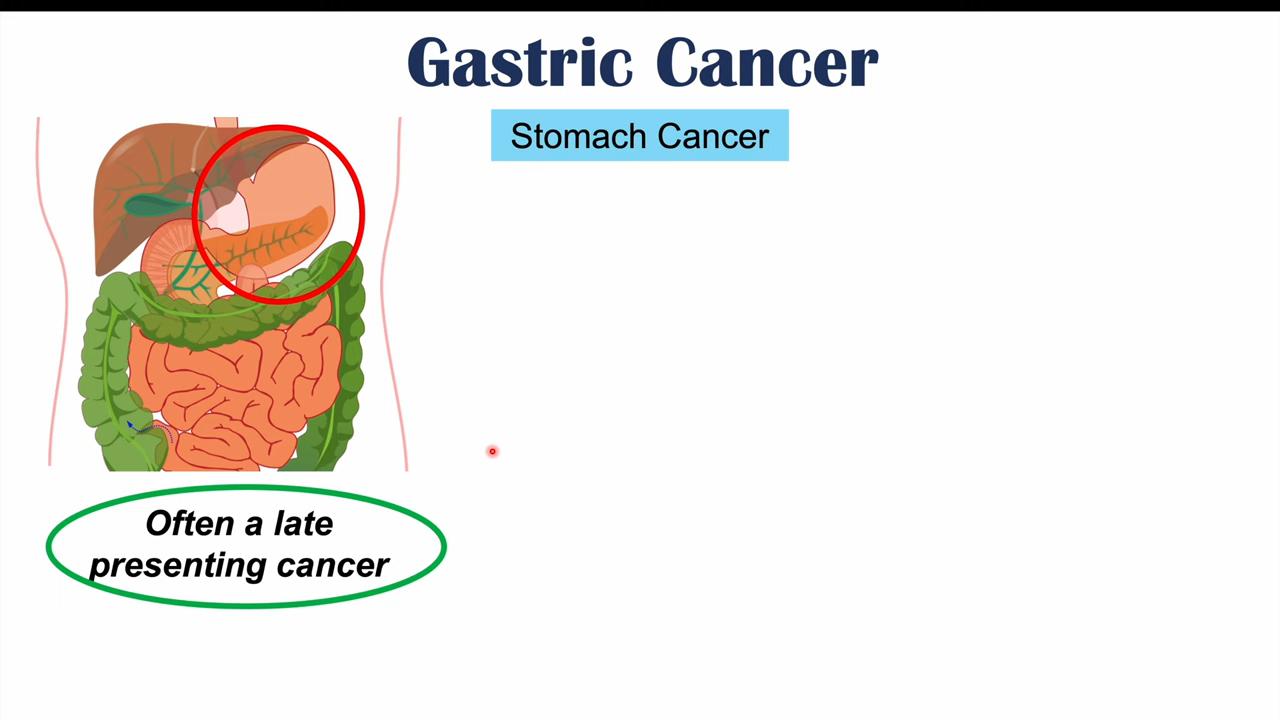 Gastric Cancer
Stomach Cancer
Often a late
presenting cancer